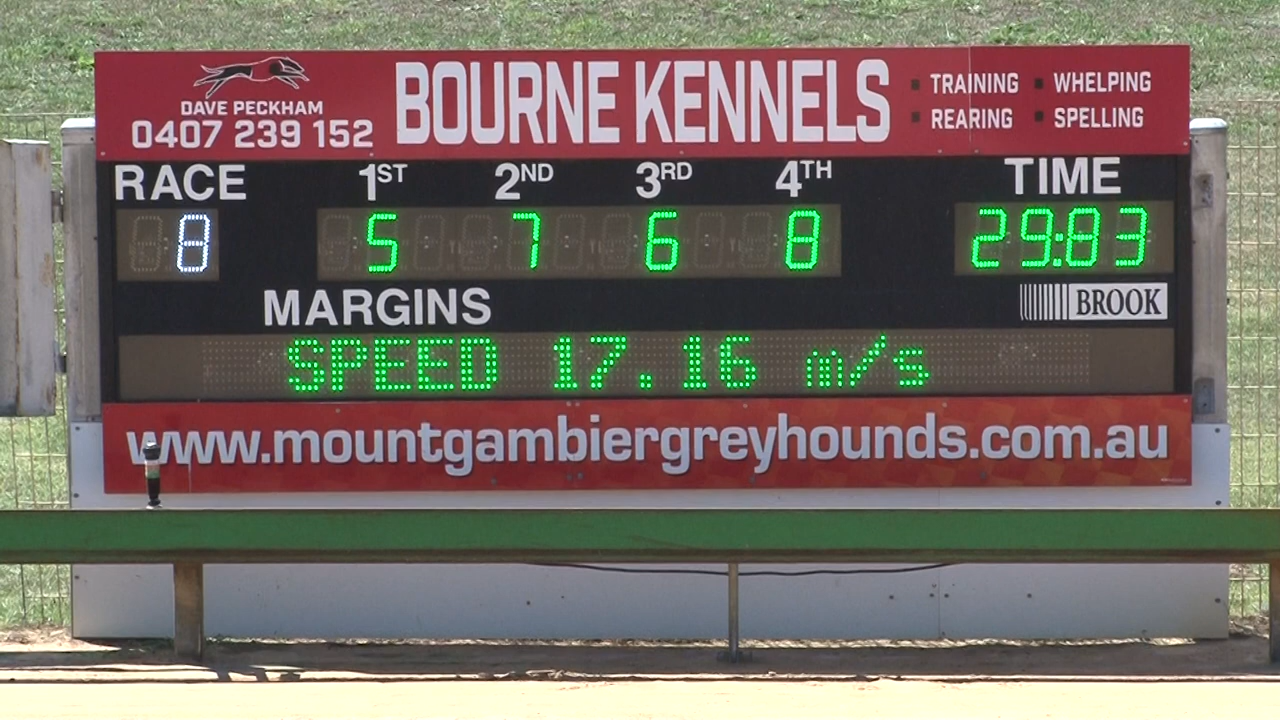 DAVE PECKHAM
0407 239 152
BOURNE KENNELS
▪ TRAINING ▪ WHELPING
▪ REARING ▪ SPELLING
RACE 1ST 2ND 3RD 4TH TIME
8 5 7 6 8 29:83
MARGINS BROOK
SPEED 17.16 m/s
www.mountgambiergreyhounds.com.au